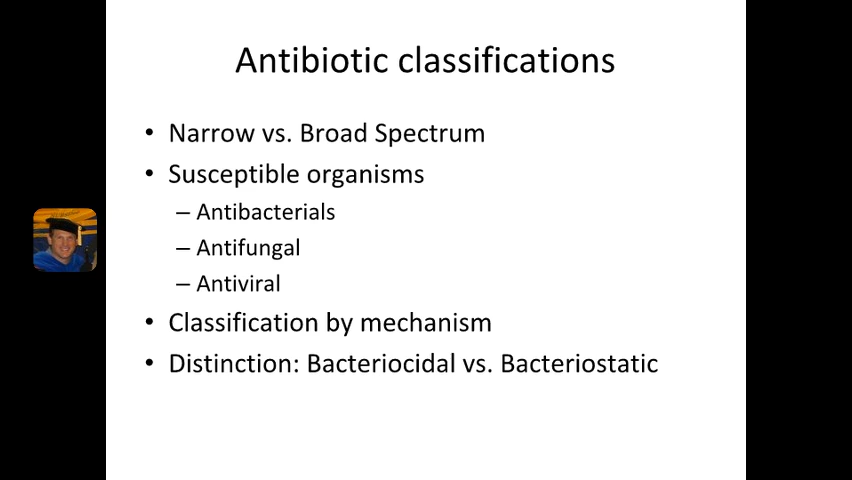 Antibiotic classifications
• Narrow vs. Broad Spectrum
• Susceptible organisms
– Antibacterials
– Antifungal
– Antiviral
• Classification by mechanism
• Distinction: Bacteriocidal vs. Bacteriostatic